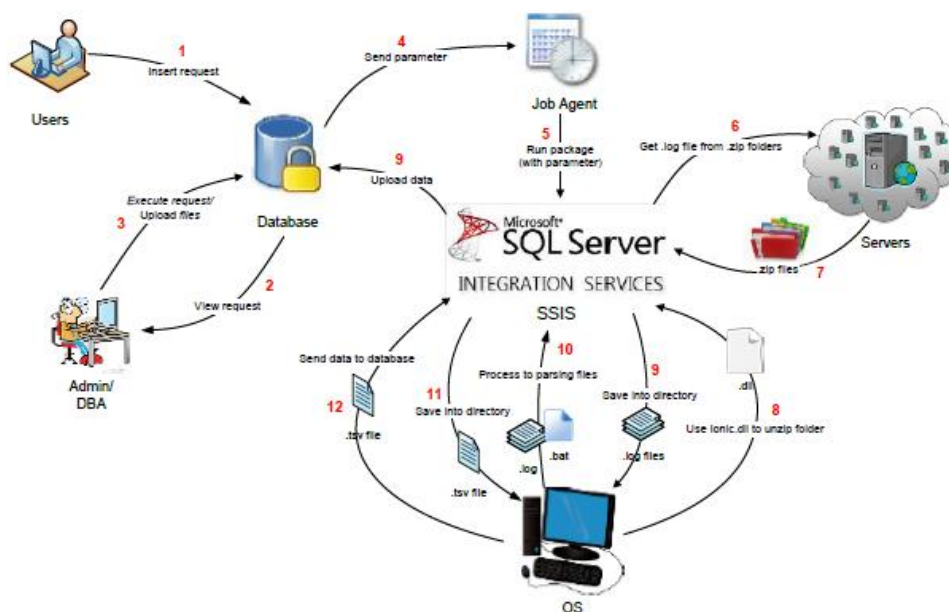 1
Insert request
Users
4
Send parameter
Job Agent
5
Run package
(with parameter)
6
Get .log file from .zip folders
Servers
9
Upload data
3
Execute request/
Upload files
Database
2
View request
Admin/
DBA
Microsoft®
SQL Server
INTEGRATION SERVICES
SSIS
.zip files
7
Send data to database
12
.tsv file
11
Save into directory
.tsv file
10
Process to parsing files
.log
.bat
9
Save into directory
.log files
.dll
8
Use Ionic.dll to unzip folder
OS